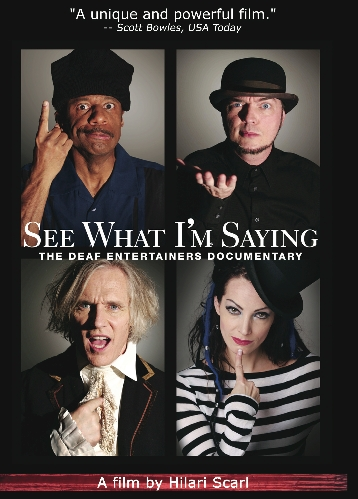 "A unique and powerful film."
-- Scott Bowles, USA Today
SEE WHAT I'M SAYING
THE DEAF ENTERTAINERS DOCUMENTARY
A film by Hilari Scarl